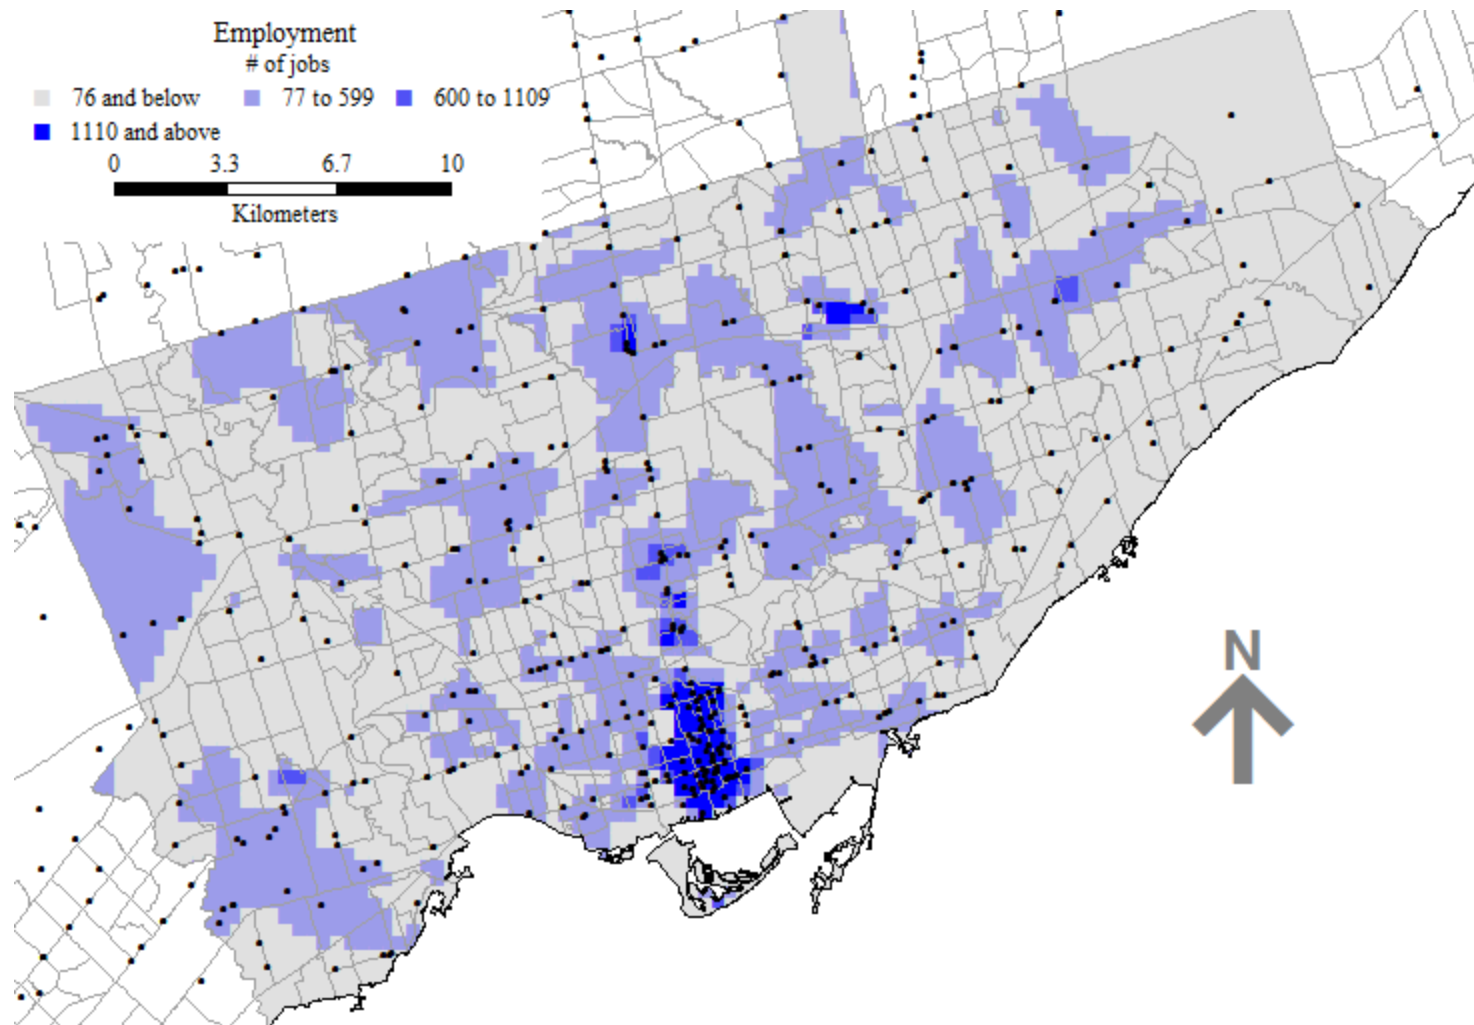 Employment
# of jobs
76 and below 77 to 599 600 to 1109
1110 and above
0 3.3 6.7 10
Kilometers
N